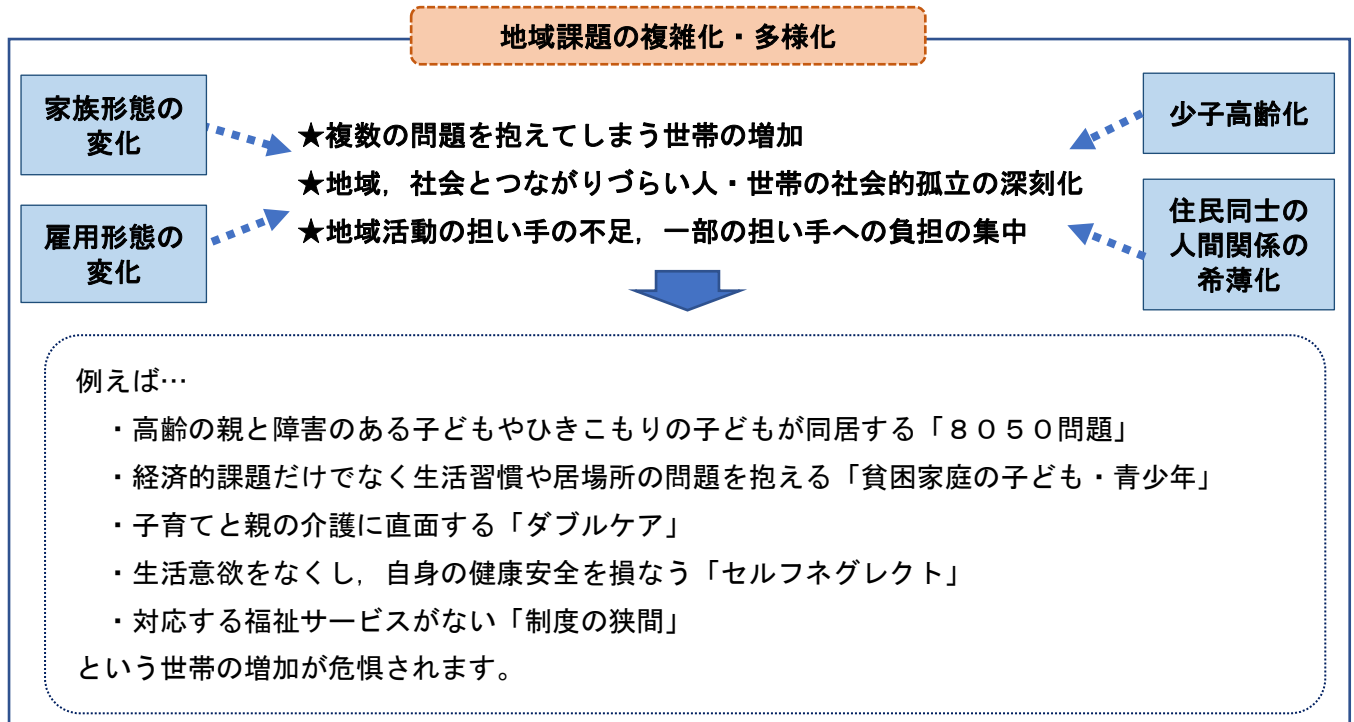 地域課題の複雑化・多様化
家族形態の
変化
雇用形態の
変化
★複数の問題を抱えてしまう世帯の増加
★地域，社会とつながりづらい人・世帯の社会的孤立の深刻化
★地域活動の担い手の不足，一部の担い手への負担の集中
少子高齢化
住民同士の
人間関係の
希薄化
例えば…
・高齢の親と障害のある子どもやひきこもりの子どもが同居する「８０５０問題」
・経済的課題だけでなく生活習慣や居場所の問題を抱える「貧困家庭の子ども・青少年」
・子育てと親の介護に直面する「ダブルケア」
・生活意欲をなくし，自身の健康安全を損なう「セルフネグレクト」
・対応する福祉サービスがない「制度の狭間」
という世帯の増加が危惧されます。